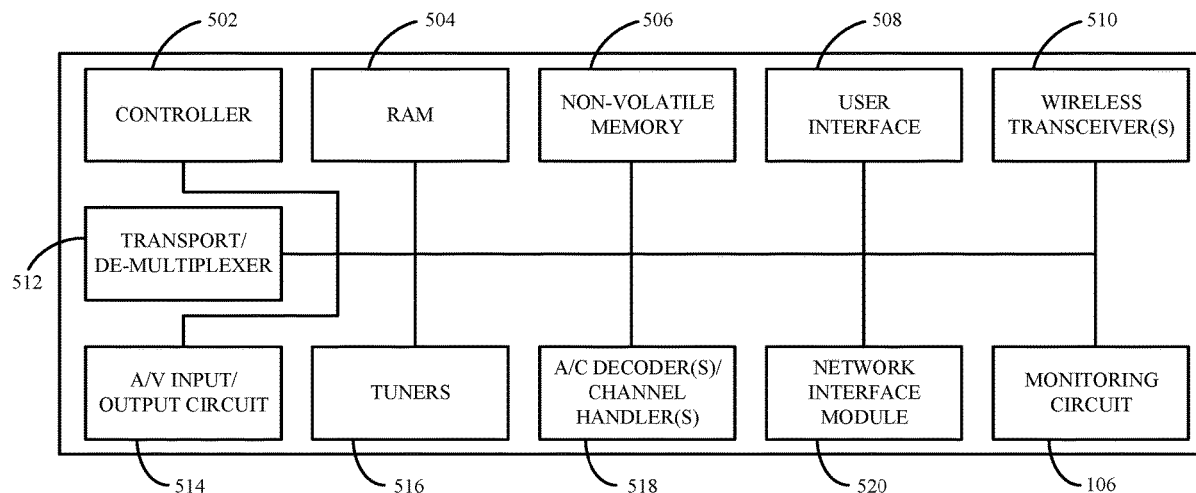 502
504
506
508
510
CONTROLLER
RAM
NON-VOLATILE
MEMORY
USER
INTERFACE
WIRELESS
TRANSCEIVER(S)
TRANSPORT/
DE-MULTIPLEXER
512
A/V INPUT/
OUTPUT CIRCUIT
TUNERS
A/C DECODER(S)/
CHANNEL
HANDLER(S)
NETWORK
INTERFACE
MODULE
MONITORING
CIRCUIT
514
516
518
520
106